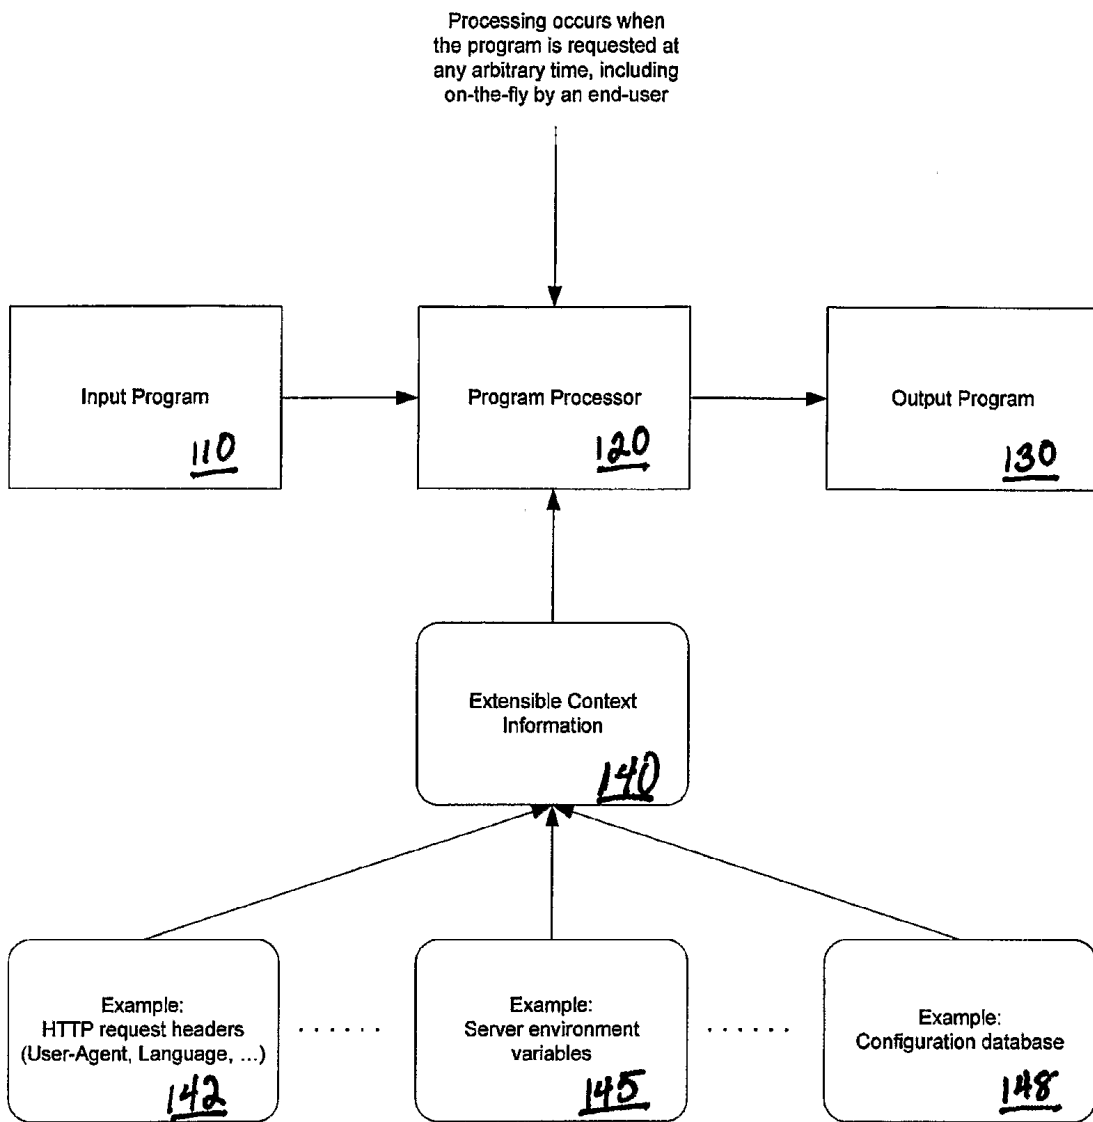 Processing occurs when
the program is requested at
any arbitrary time, including
on-the-fly by an end-user
Input Program
110
Program Processor
120
Output Program
130
Extensible Context
Information
140
Example:
HTTP request headers
(User-Agent, Language, ...)
142
Example:
Server environment
variables
145
Example:
Configuration database
148